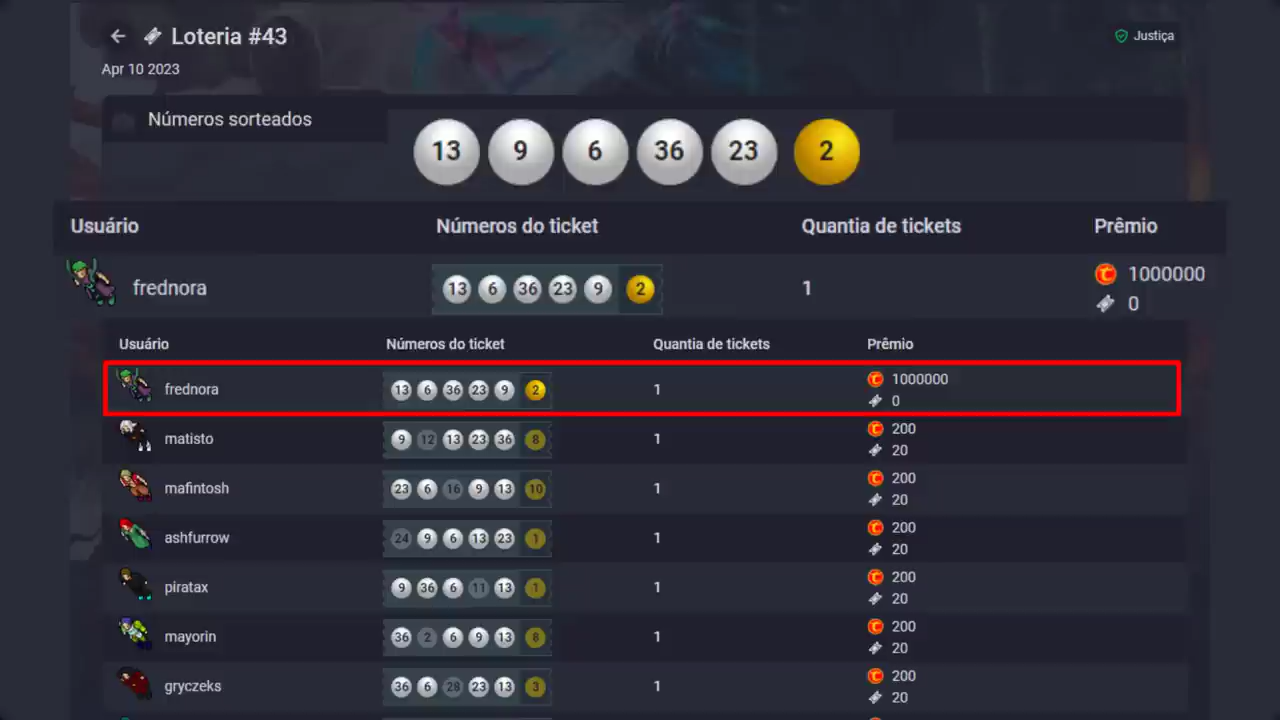 Loteria #43
Justiça
Apr 10 2023
Números sorteados
13 9 6 36 23 2
Usuário Números do ticket Quantia de tickets Prêmio
frednora 13 6 36 23 9 2 1 1000000
0
Usuário Números do ticket Quantia de tickets Prêmio
frednora 13 6 36 23 9 2 1 1000000
0
matisto 9 12 13 23 36 8 1 200
20
mafintosh 23 6 16 9 13 10 1 200
20
ashfurrow 24 9 6 13 23 1 1 200
20
piratax 9 36 6 11 13 1 1 200
20
mayorin 36 2 6 9 13 8 1 200
20
gryczeks 36 6 28 23 13 3 1 200
20